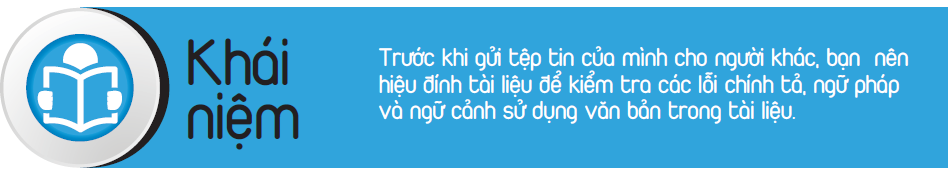 Khái
niệm
Trước khi gửi tệp tin của mình cho người khác, bạn nên
hiệu đính tài liệu để kiểm tra các lỗi chính tả, ngữ pháp
và ngữ cảnh sử dụng văn bản trong tài liệu.